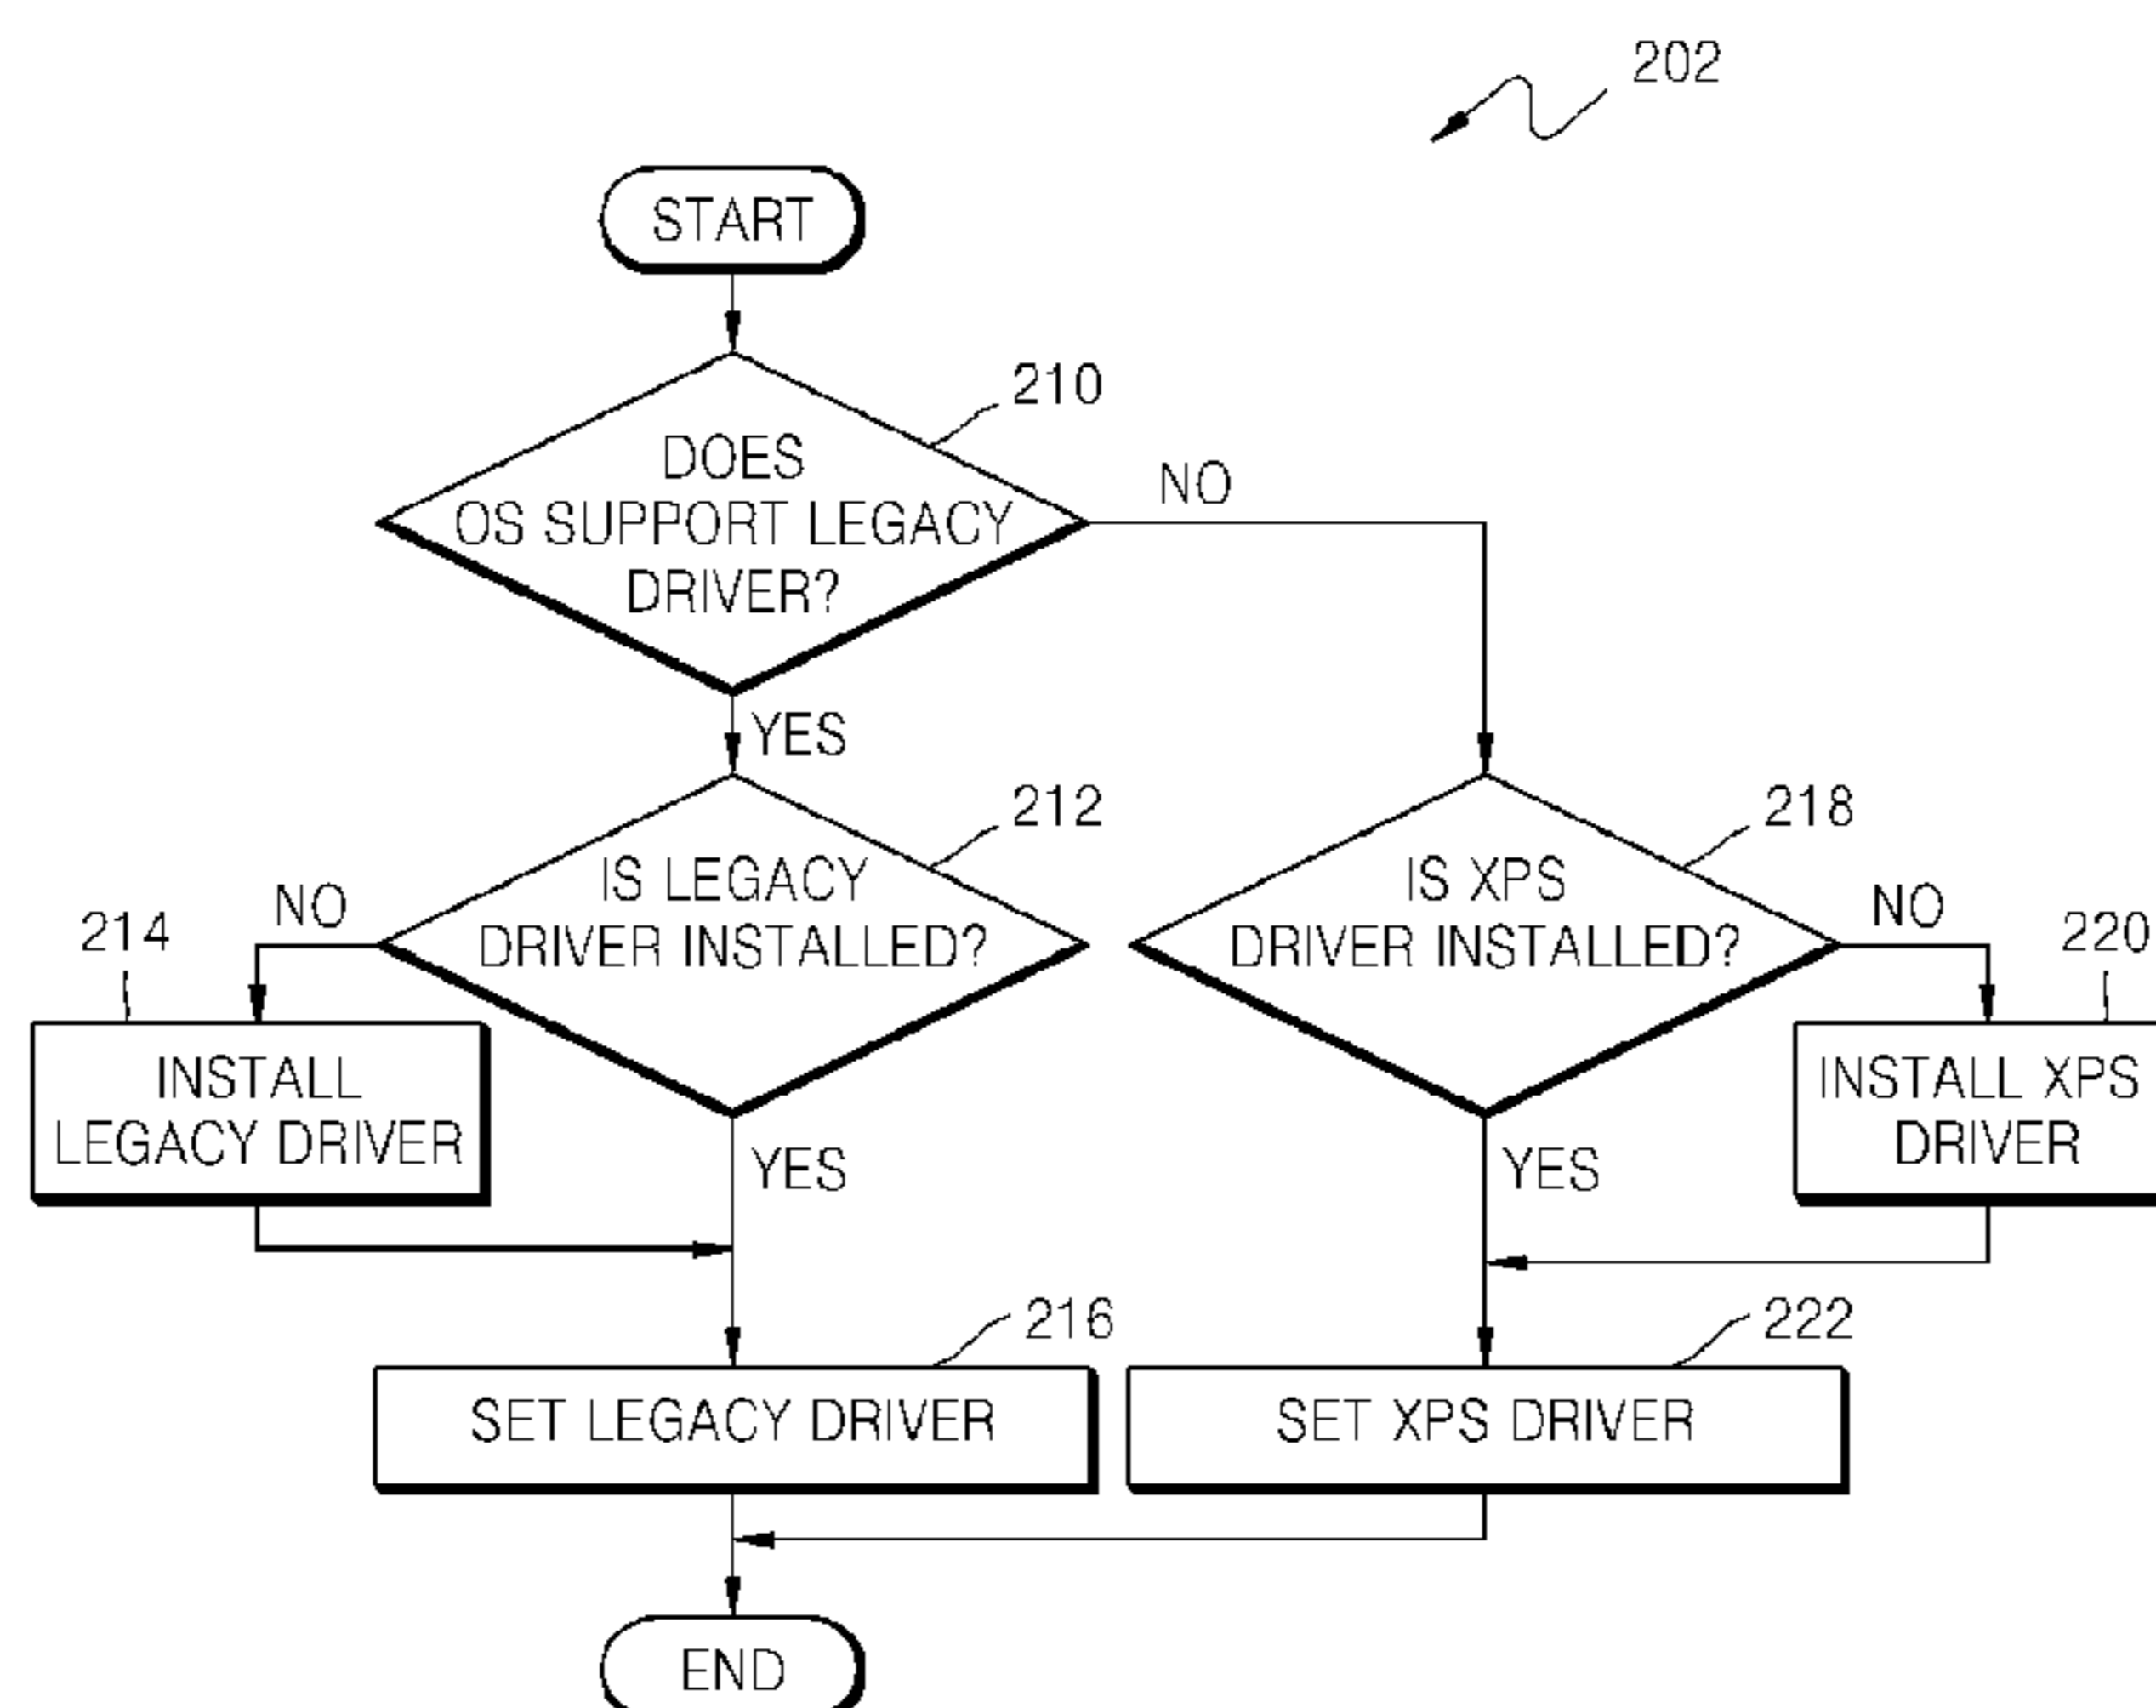 202
START
210
DOES
OS SUPPORT LEGACY
DRIVER?
NO
YES
212
IS LEGACY
DRIVER INSTALLED?
NO
214
INSTALL
LEGACY DRIVER
YES
218
IS XPS
DRIVER INSTALLED?
NO
220
INSTALL XPS
DRIVER
YES
216
SET LEGACY DRIVER
222
SET XPS DRIVER
END